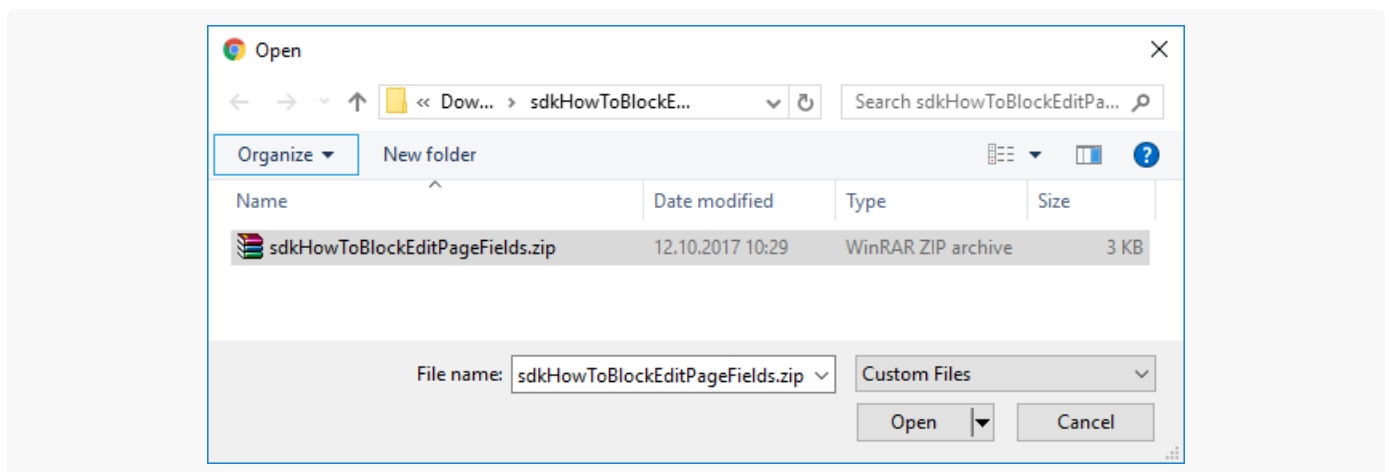 Open
« Dow... › sdkHowToBlockE...
Search sdkHowToBlockEditPa...
Organize New folder
?
Name Date modified Type Size
sdkHowToBlockEditPageFields.zip 12.10.2017 10:29 WinRAR ZIP archive 3 KB
File name: sdkHowToBlockEditPageFields.zip Custom Files
Open Cancel